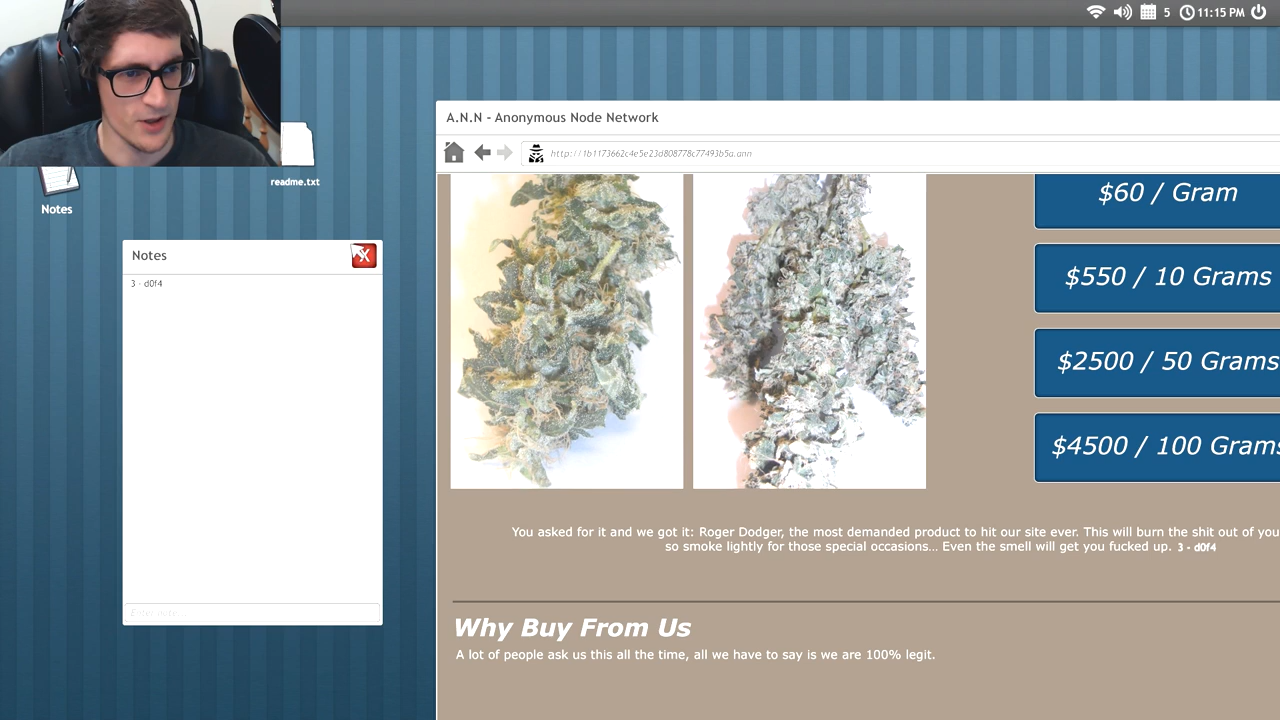 5 11:15 PM
readme.txt
Notes
A.N.N - Anonymous Node Network
http://1b1173662c4e5e23d808778c77493b5a.ann
Notes
X
3 - d0f4
Enter note...
$60 / Gram
$550 / 10 Grams
$2500 / 50 Grams
$4500 / 100 Grams
You asked for it and we got it: Roger Dodger, the most demanded product to hit our site ever. This will burn the shit out of you
so smoke lightly for those special occasions... Even the smell will get you fucked up. 3 - d0f4
Why Buy From Us
A lot of people ask us this all the time, all we have to say is we are 100% legit.